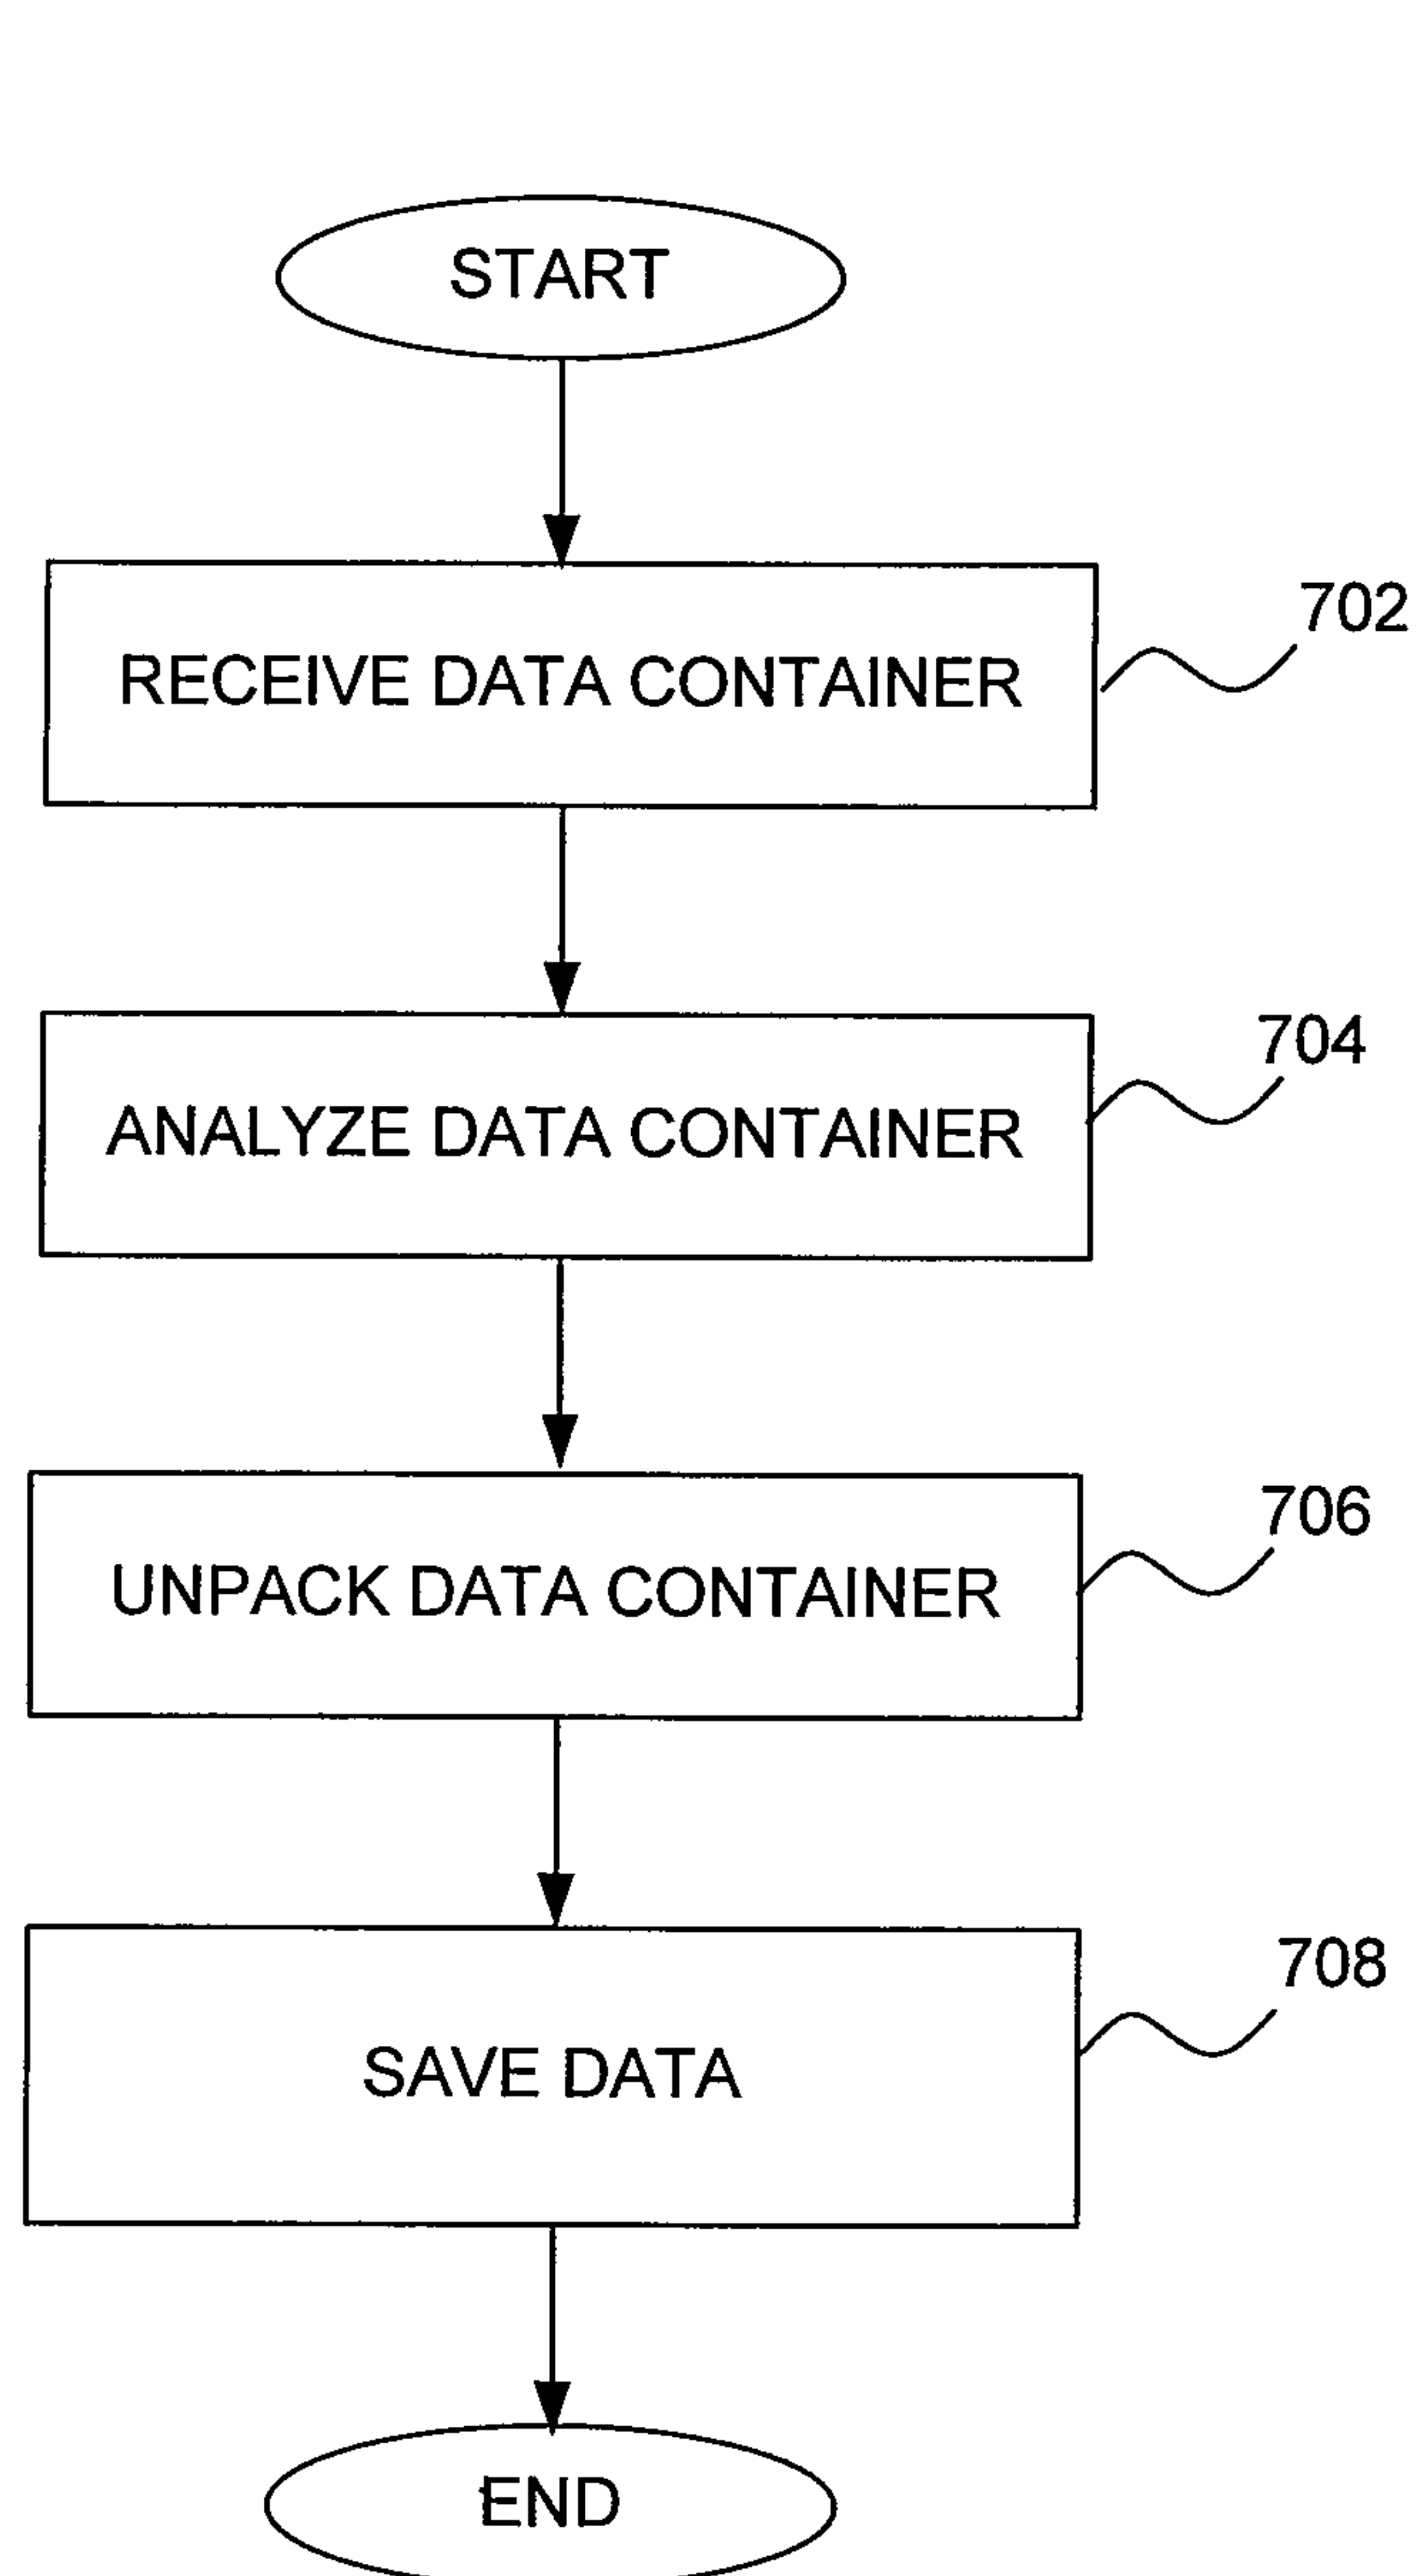 START
RECEIVE DATA CONTAINER
702
ANALYZE DATA CONTAINER
704
UNPACK DATA CONTAINER
706
SAVE DATA
708
END